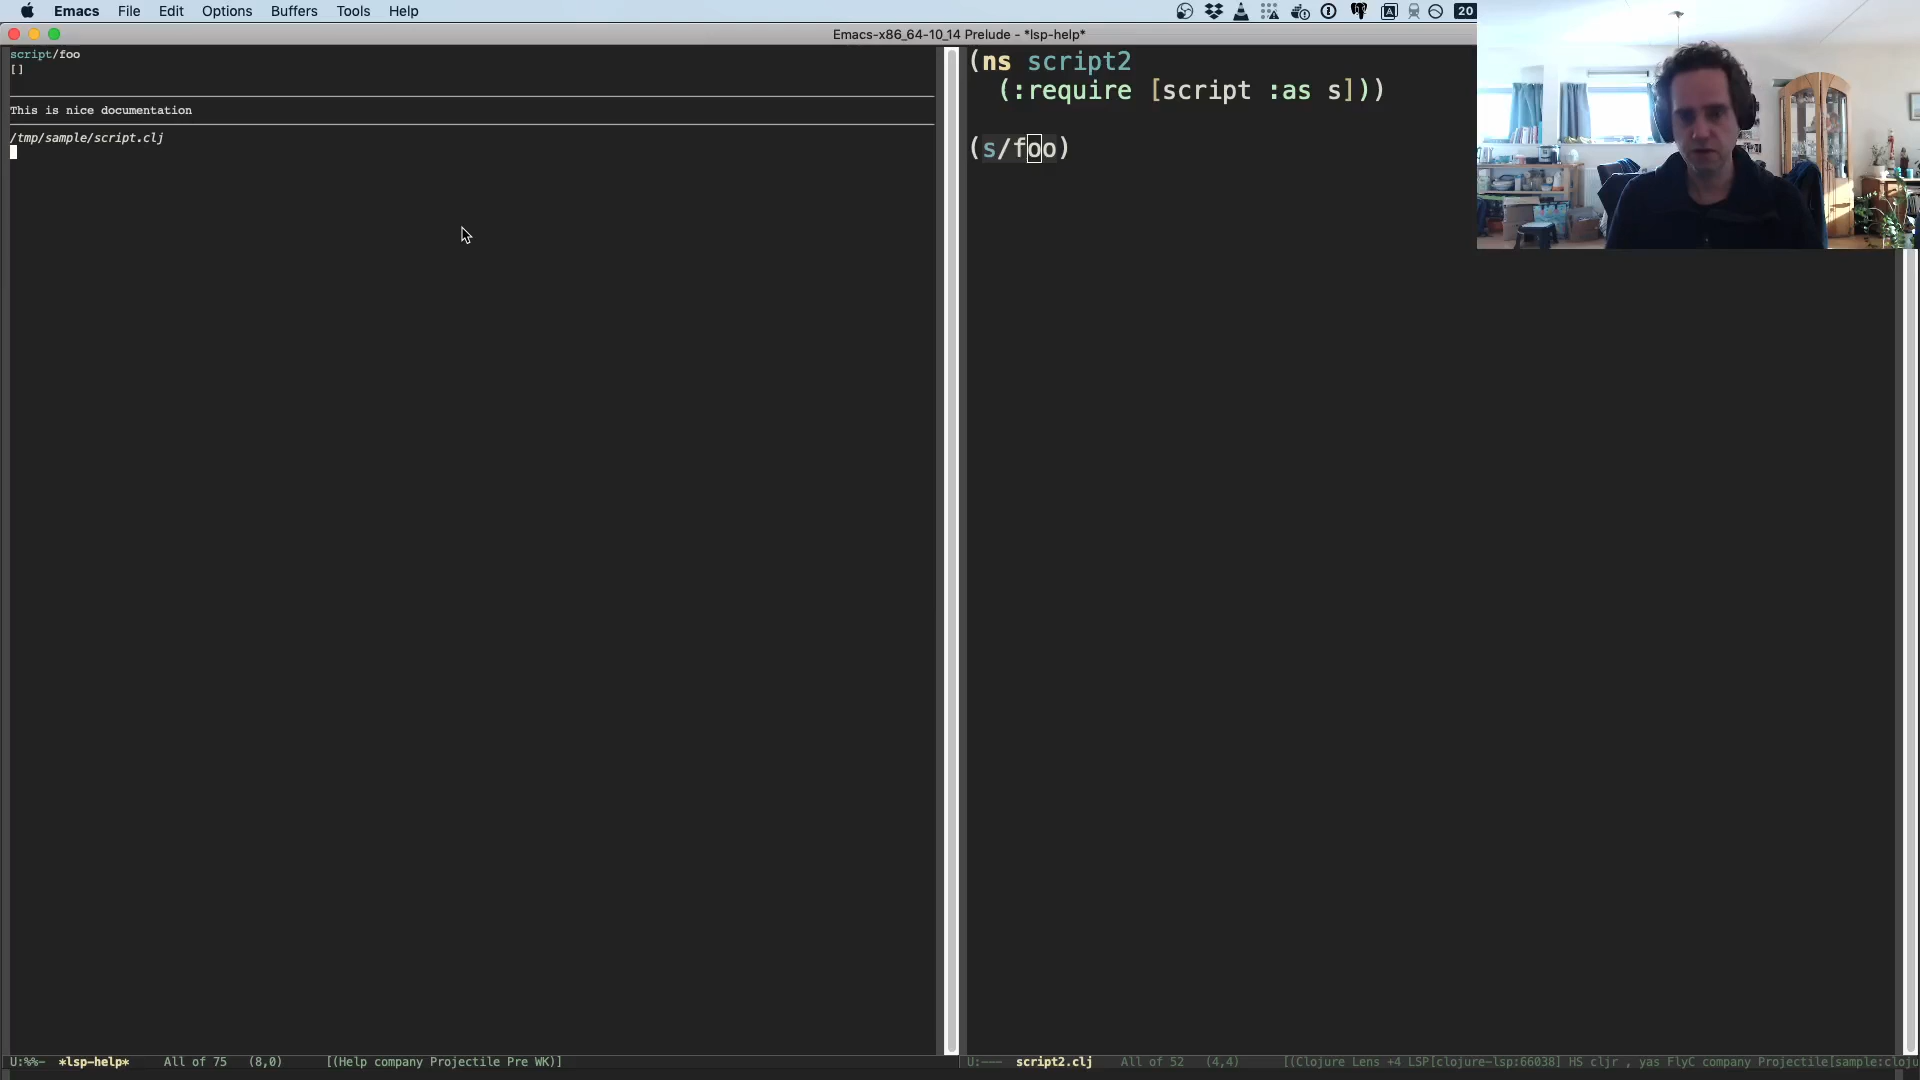 Emacs File Edit Options Buffers Tools Help
20
Emacs-x86_64-10_14 Prelude - *lsp-help*
script/foo
[]
This is nice documentation
/tmp/sample/script.clj
(ns script2
(:require [script :as s]))
(s/foo)
U:%%- *lsp-help* All of 75 (8,0) [(Help company Projectile Pre WK)]
U:--- script2.clj All of 52 (4,4) [(Clojure Lens +4 LSP[clojure-lsp:66038] HS cljr , yas FlyC company Projectile[sample:cloju